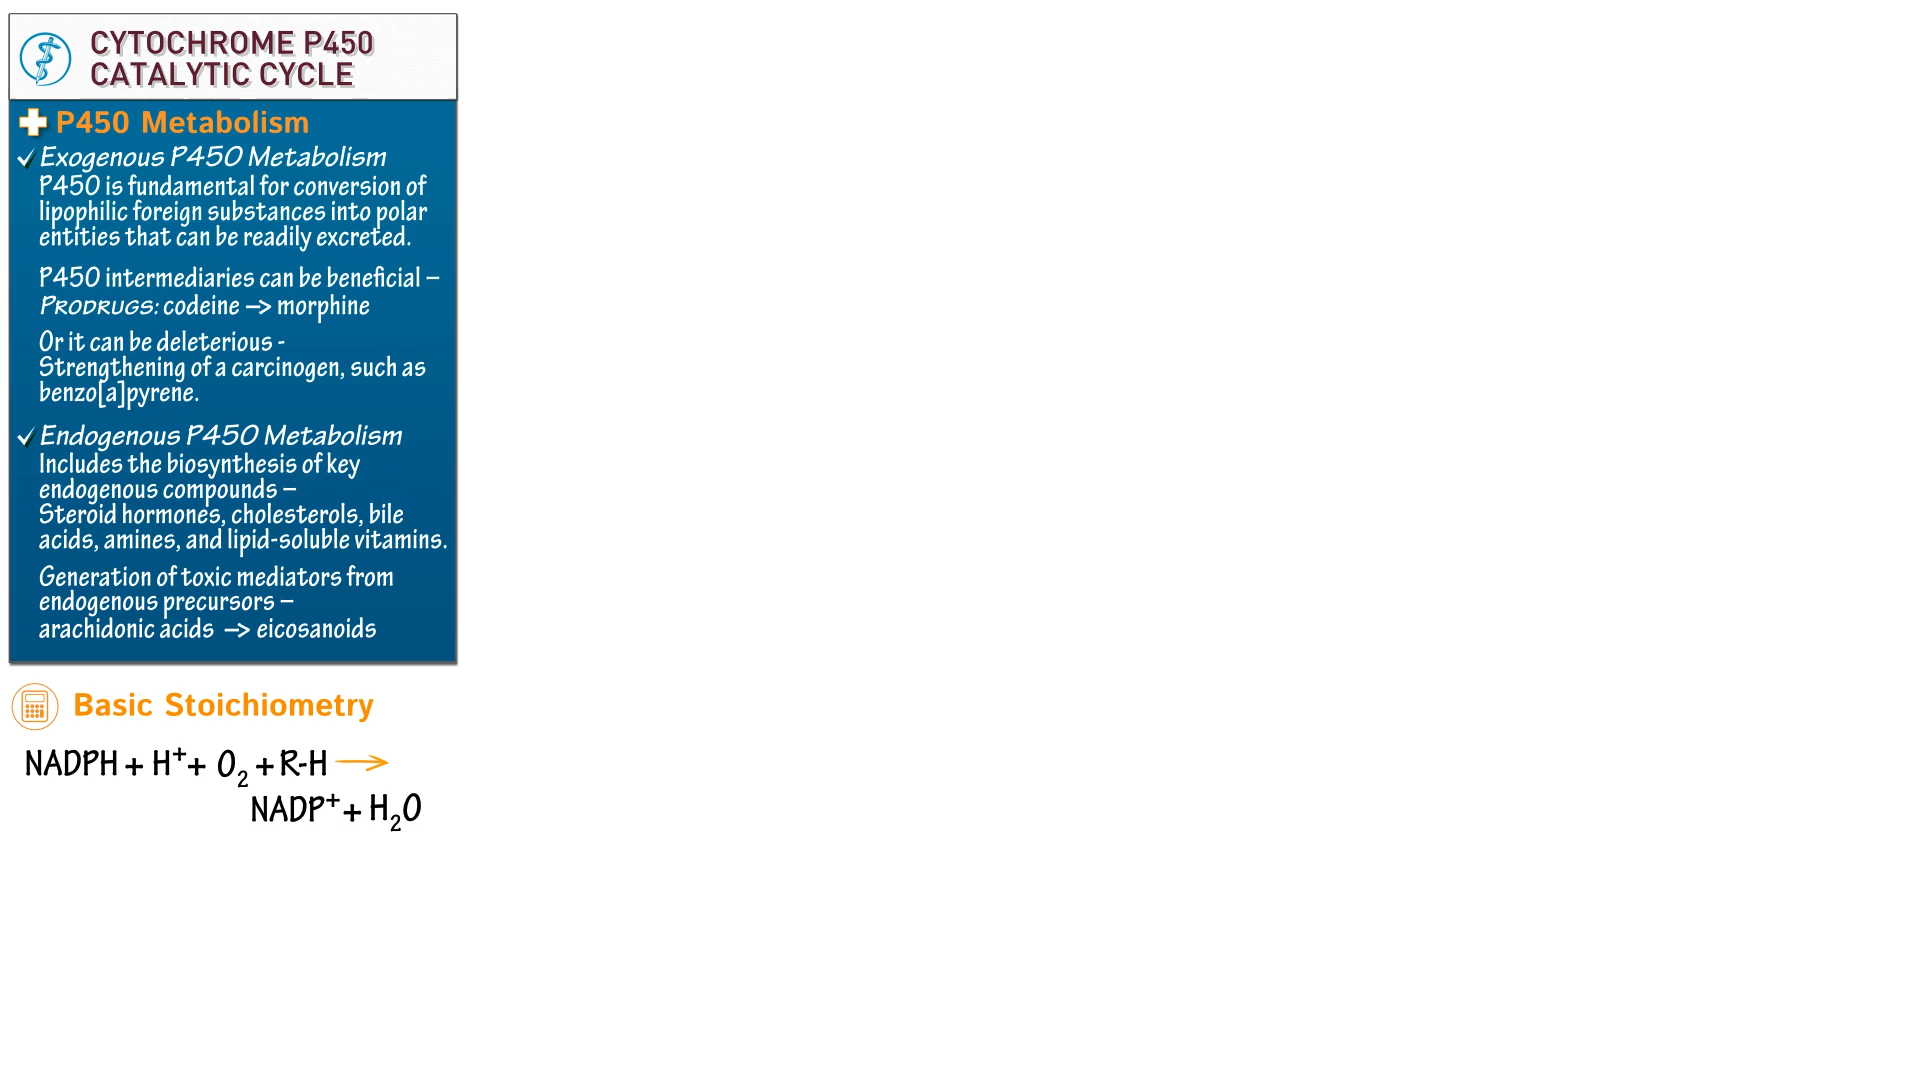 CYTOCHROME P450
CATALYTIC CYCLE
P450 Metabolism
Exogenous P450 Metabolism
P450 is fundamental for conversion of
lipophilic foreign substances into polar
entities that can be readily excreted.
P450 intermediaries can be beneficial –
PRODRUGS: codeine –> morphine
Or it can be deleterious -
Strengthening of a carcinogen, such as
benzo[a]pyrene.
Endogenous P450 Metabolism
Includes the biosynthesis of key
endogenous compounds –
Steroid hormones, cholesterols, bile
acids, amines, and lipid-soluble vitamins.
Generation of toxic mediators from
endogenous precursors –
arachidonic acids –> eicosanoids
Basic Stoichiometry
NADPH + H⁺ + O₂ + R-H →
NADP⁺ + H₂O